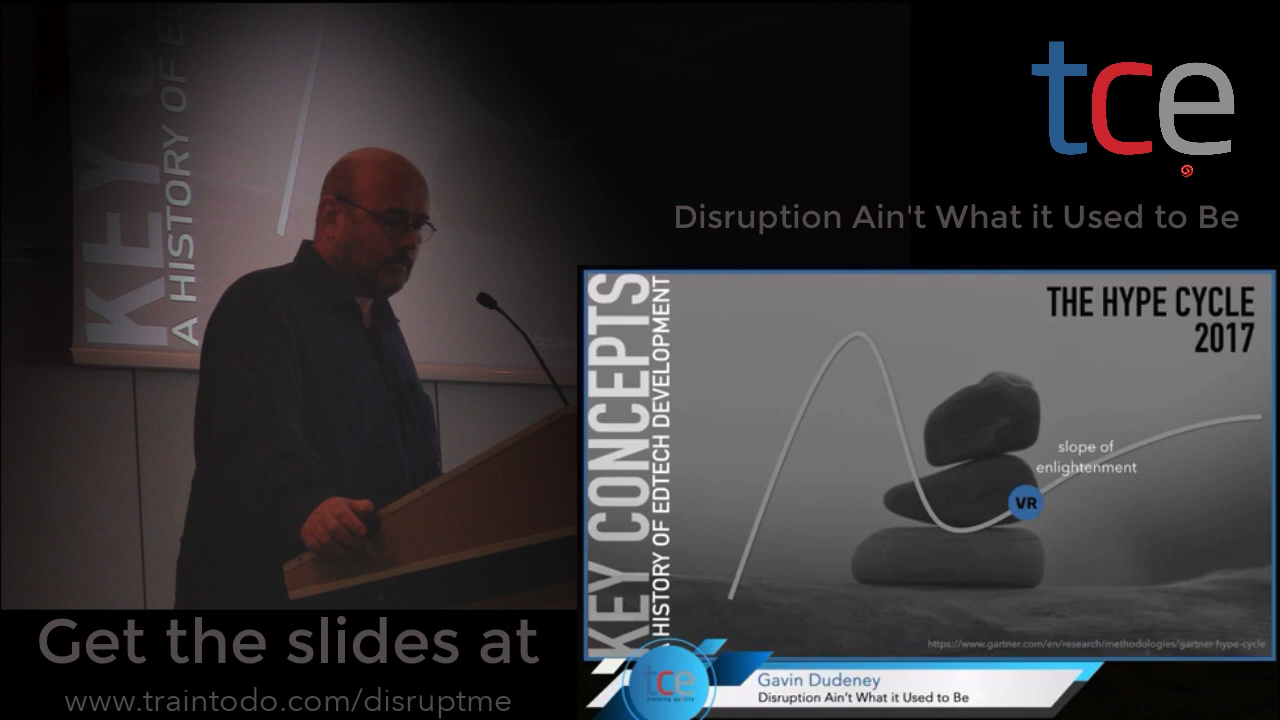 KEY
A HISTORY OF
tce
Disruption Ain't What it Used to Be
KEY CONCEPTS
HISTORY OF EDTECH DEVELOPMENT
THE HYPE CYCLE
2017
slope of
enlightenment
VR
https://www.gartner.com/en/research/methodologies/gartner-hype-cycle
tce
Gavin Dudeney
Disruption Ain't What it Used to Be
Get the slides at
www.traintodo.com/disruptme